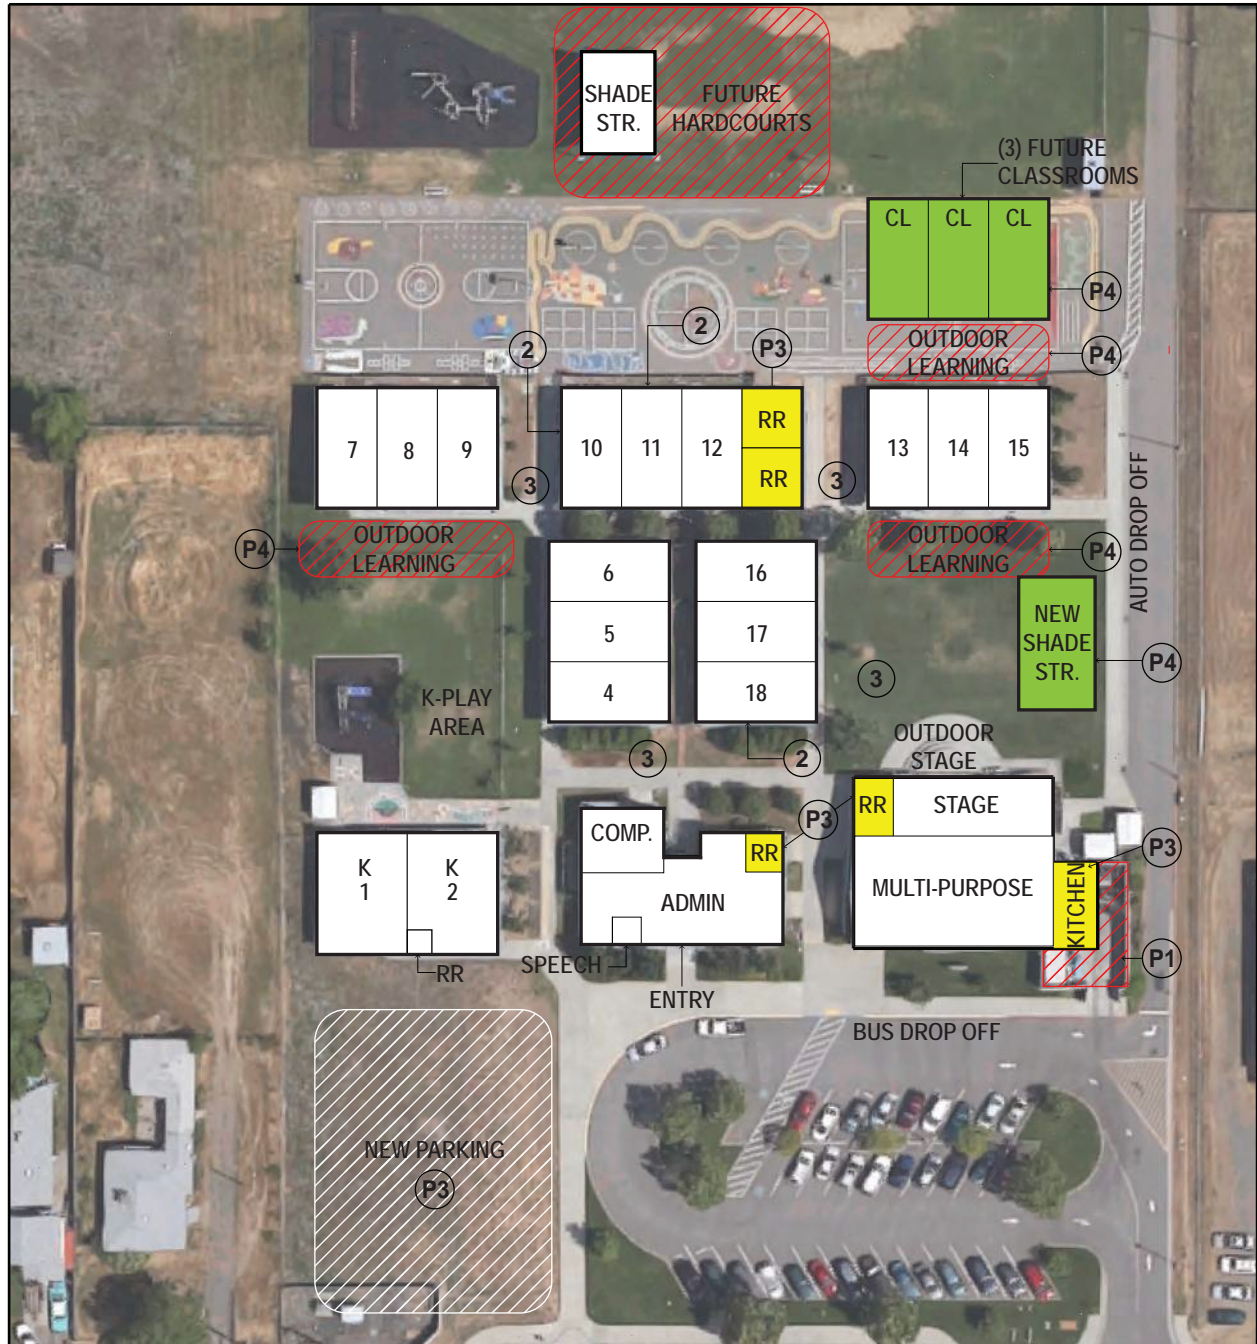 SHADE
STR.
FUTURE
HARDCOURTS
(3) FUTURE
CLASSROOMS
CL
CL
CL
P4
2
2
P3
OUTDOOR
LEARNING
P4
7
8
9
10
11
12
RR
RR
13
14
15
3
3
P4
OUTDOOR
LEARNING
OUTDOOR
LEARNING
P4
AUTO DROP OFF
6
5
4
16
17
18
NEW
SHADE
STR.
P4
3
K-PLAY
AREA
3
2
OUTDOOR
STAGE
COMP.
RR
P3
RR
STAGE
P3
K
1
K
2
ADMIN
MULTI-PURPOSE
KITCHEN
RR
SPEECH
ENTRY
P1
BUS DROP OFF
NEW PARKING
P3